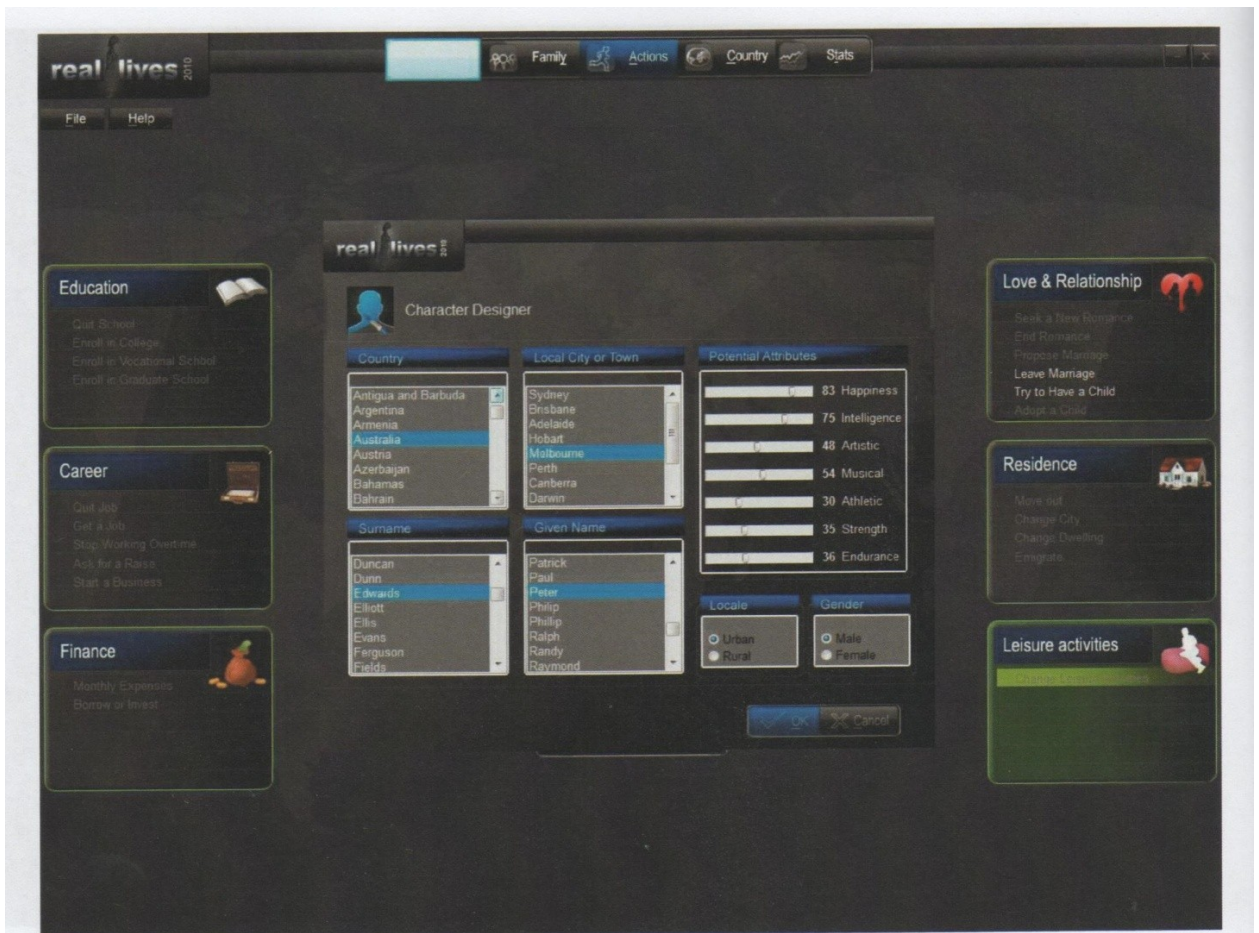 real lives 2010
Family Actions Country Stats
File Help
real lives 2010
Character Designer
Country
Antigua and Barbuda
Argentina
Armenia
Australia
Austria
Azerbaijan
Bahamas
Bahrain
Local City or Town
Sydney
Brisbane
Adelaide
Hobart
Melbourne
Perth
Canberra
Darwin
Potential Attributes
83 Happiness
75 Intelligence
48 Artistic
54 Musical
30 Athletic
35 Strength
36 Endurance
Surname
Duncan
Dunn
Edwards
Elliott
Ellis
Evans
Ferguson
Fields
Given Name
Patrick
Paul
Peter
Philip
Phillip
Ralph
Randy
Raymond
Locale
Urban
Rural
Gender
Male
Female
OK Cancel
Education
Quit School
Enroll in College
Enroll in Vocational School
Enroll in Graduate School
Career
Quit Job
Get a Job
Stop Working Overtime
Ask for a Raise
Start a Business
Finance
Monthly Expenses
Borrow or Invest
Love & Relationship
Seek a New Romance
End Romance
Propose Marriage
Leave Marriage
Try to Have a Child
Adopt a Child
Residence
Move out
Change City
Change Dwelling
Emigrate
Leisure activities